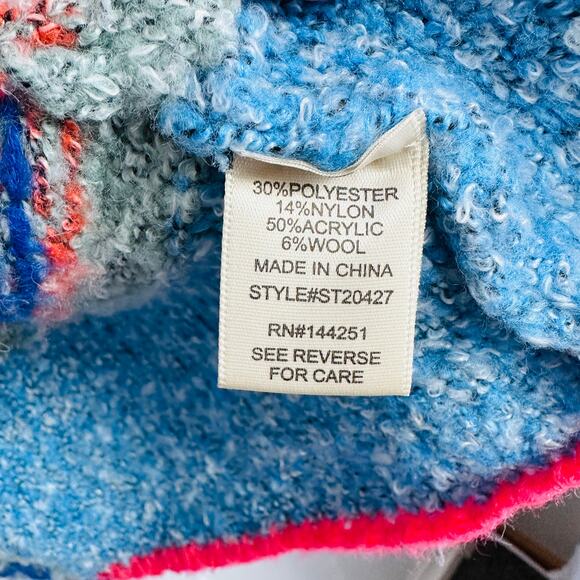 30%POLYESTER
14%NYLON
50%ACRYLIC
6%WOOL
MADE IN CHINA
STYLE#ST20427
RN#144251
SEE REVERSE
FOR CARE